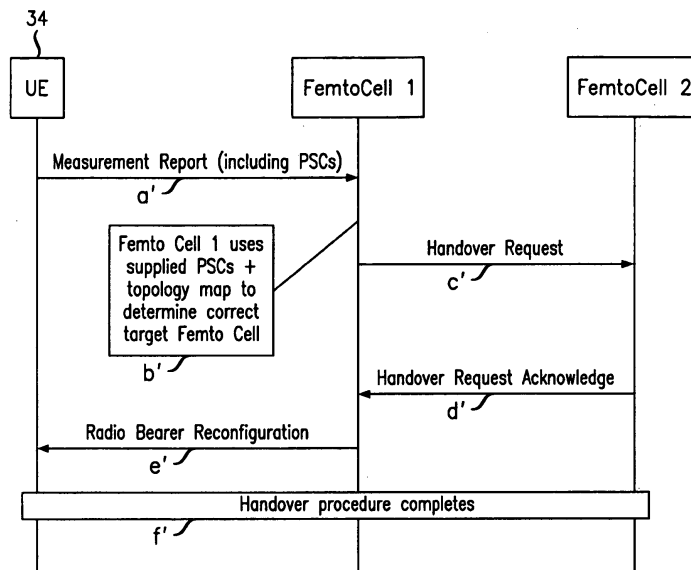 34
UE
FemtoCell 1
FemtoCell 2
Measurement Report (including PSCs)
a'
Femto Cell 1 uses
supplied PSCs +
topology map to
determine correct
target Femto Cell
b'
Handover Request
c'
Handover Request Acknowledge
d'
Radio Bearer Reconfiguration
e'
Handover procedure completes
f'